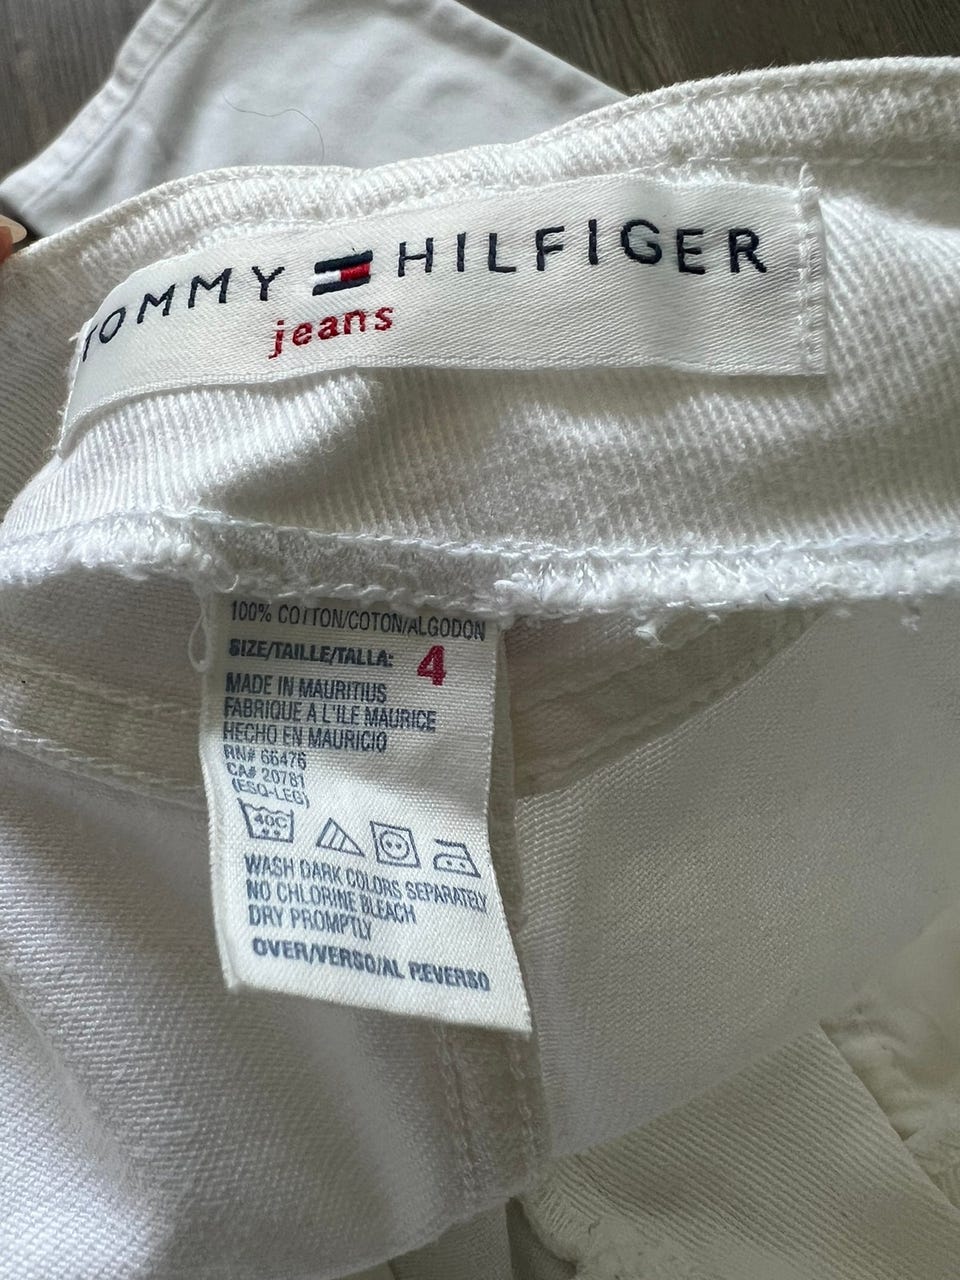 TOMMY HILFIGER
jeans
100% COTTON/COTON/ALGODON
SIZE/TAILLE/TALLA: 4
MADE IN MAURITIUS
FABRIQUE A L'ILE MAURICE
HECHO EN MAURICIO
RN# 66476
CA# 20781
(ESQ-LEG)
40C
WASH DARK COLORS SEPARATELY
NO CHLORINE BLEACH
DRY PROMPTLY
OVER/VERSO/AL REVERSO